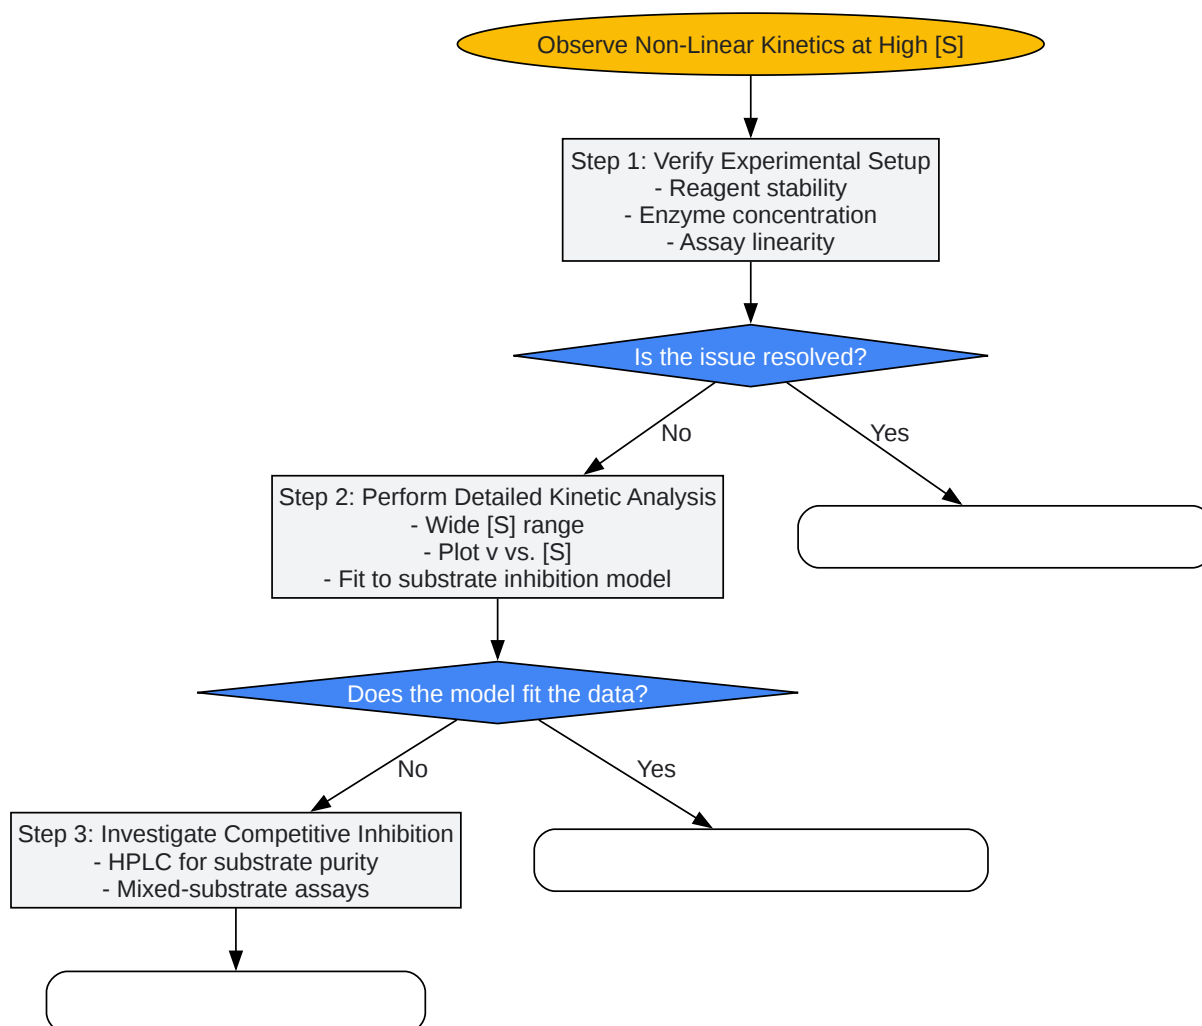 Observe Non-Linear Kinetics at High [S]
Step 1: Verify Experimental Setup
- Reagent stability
- Enzyme concentration
- Assay linearity
Is the issue resolved?
No
Yes
Step 2: Perform Detailed Kinetic Analysis
- Wide [S] range
- Plot v vs. [S]
- Fit to substrate inhibition model
Does the model fit the data?
No
Yes
Step 3: Investigate Competitive Inhibition
- HPLC for substrate purity
- Mixed-substrate assays